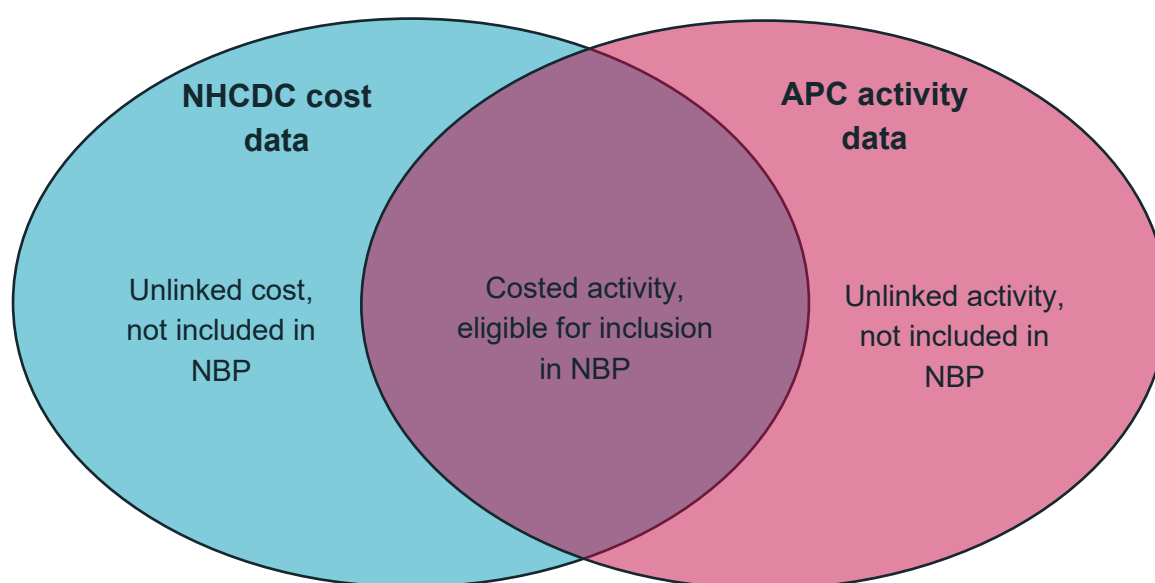 NHCDC cost
data
APC activity
data
Unlinked cost,
not included in
NBP
Costed activity,
eligible for inclusion
in NBP
Unlinked activity,
not included in
NBP